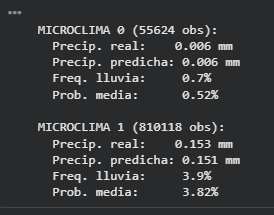 MICROCLIMA 0 (55624 obs):
Precip. real: 0.006 mm
Precip. predicha: 0.006 mm
Freq. lluvia: 0.7%
Prob. media: 0.52%
MICROCLIMA 1 (810118 obs):
Precip. real: 0.153 mm
Precip. predicha: 0.151 mm
Freq. lluvia: 3.9%
Prob. media: 3.82%